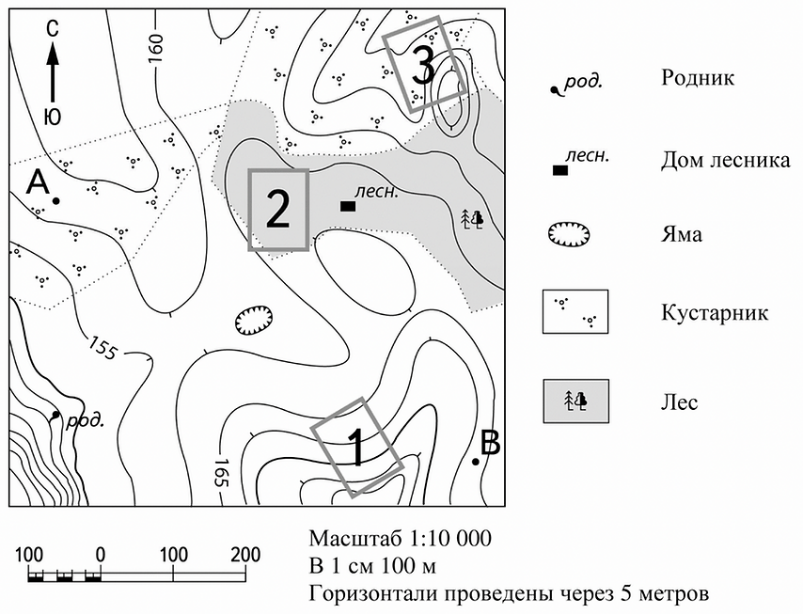 С
Ю
160
3
А
2
лесн.
155
род.
1
165
В
род.
Родник
лесн.
Дом лесника
Яма
Кустарник
Лес
100 0 100 200
Масштаб 1:10 000
В 1 см 100 м
Горизонтали проведены через 5 метров